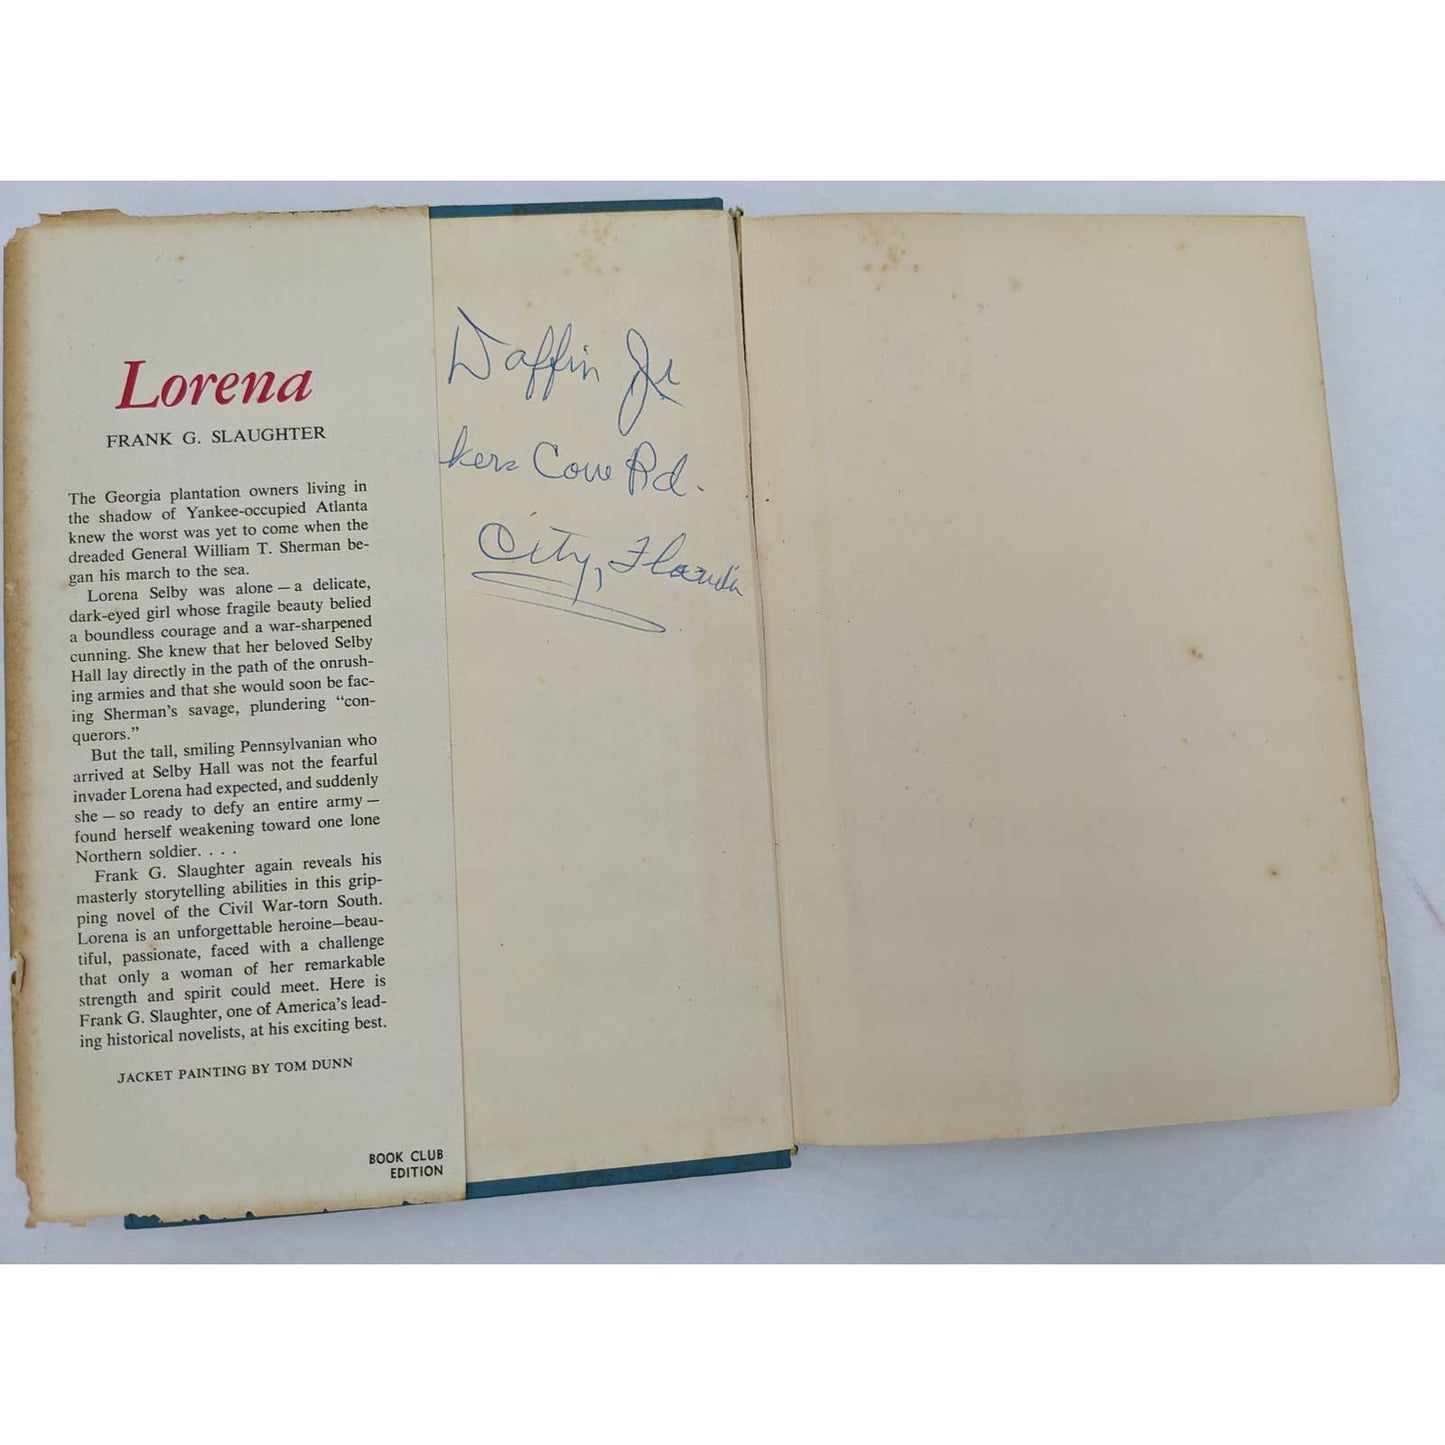 Lorena
FRANK G. SLAUGHTER
The Georgia plantation owners living in
the shadow of Yankee-occupied Atlanta
knew the worst was yet to come when the
dreaded General William T. Sherman be-
gan his march to the sea.
Lorena Selby was alone — a delicate,
dark-eyed girl whose fragile beauty belied
a boundless courage and a war-sharpened
cunning. She knew that her beloved Selby
Hall lay directly in the path of the onrush-
ing armies and that she would soon be fac-
ing Sherman's savage, plundering "con-
querors."
But the tall, smiling Pennsylvanian who
arrived at Selby Hall was not the fearful
invader Lorena had expected, and suddenly
she — so ready to defy an entire army —
found herself weakening toward one lone
Northern soldier. . . .
Frank G. Slaughter again reveals his
masterly storytelling abilities in this grip-
ping novel of the Civil War-torn South.
Lorena is an unforgettable heroine—beau-
tiful, passionate, faced with a challenge
that only a woman of her remarkable
strength and spirit could meet. Here is
Frank G. Slaughter, one of America's lead-
ing historical novelists, at his exciting best.
JACKET PAINTING BY TOM DUNN
BOOK CLUB
EDITION
Daffin Jr
kers Cove Rd.
City, Florida